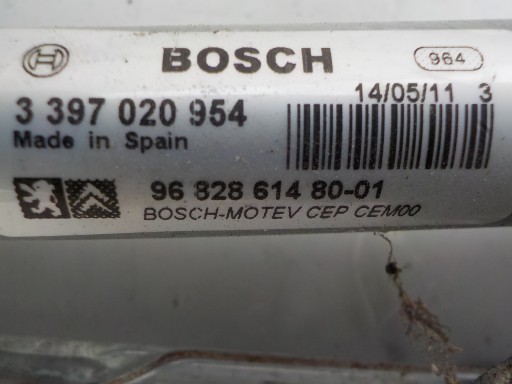 BOSCH 964
14/05/11 3
3 397 020 954
Made in Spain
96 828 614 80-01
BOSCH-MOTEV CEP CEM00